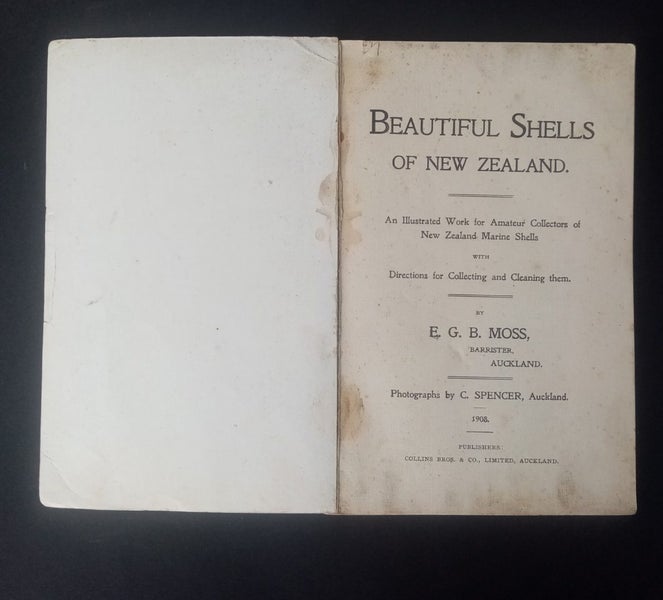 BEAUTIFUL SHELLS
OF NEW ZEALAND.
An Illustrated Work for Amateur Collectors of
New Zealand Marine Shells
WITH
Directions for Collecting and Cleaning them.
BY
E. G. B. MOSS,
BARRISTER,
AUCKLAND.
Photographs by C. SPENCER, Auckland.
1908.
PUBLISHERS:
COLLINS BROS. & CO., LIMITED, AUCKLAND.